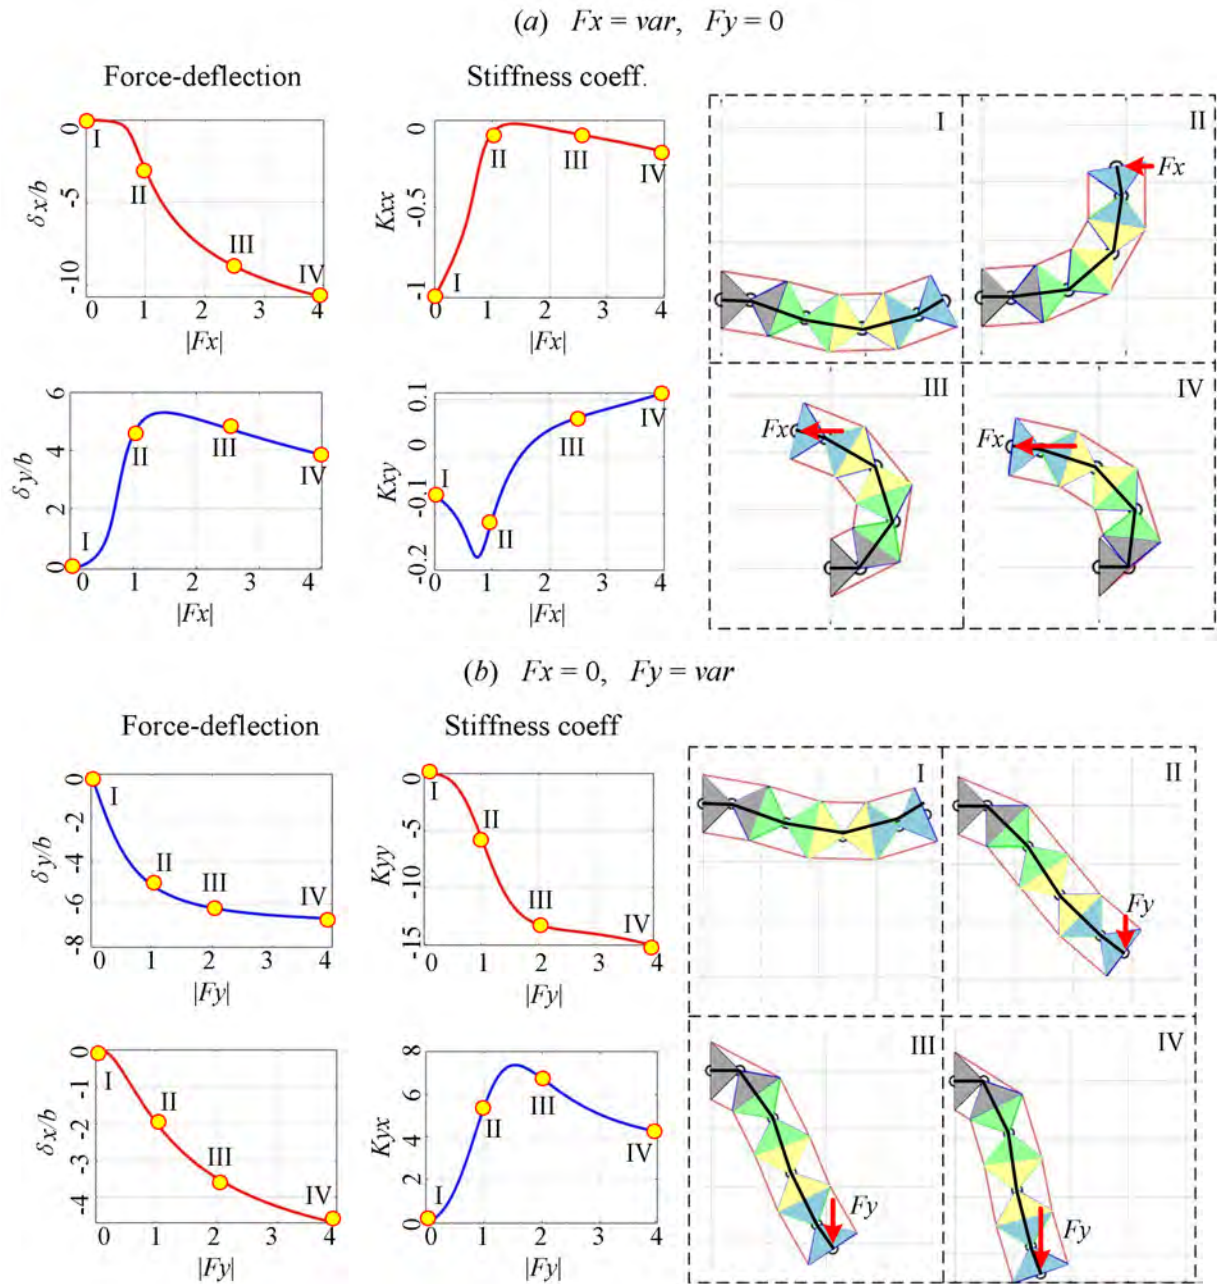 (a) Fx = var, Fy = 0
Force-deflection
Stiffness coeff.
0
-5
-10
δx/b
I
II
III
IV
0 1 2 3 4
|Fx|
0
-0.5
-1
Kxx
I
II
III
IV
0 1 2 3 4
|Fx|
I
II
Fx
6
4
2
0
δy/b
I
II
III
IV
0 1 2 3 4
|Fx|
0.1
0
-0.1
-0.2
Kxy
I
II
III
IV
0 1 2 3 4
|Fx|
III
Fx
IV
Fx
(b) Fx = 0, Fy = var
Force-deflection
Stiffness coeff
0
-2
-4
-6
-8
δy/b
I
II
III
IV
0 1 2 3 4
|Fy|
0
-5
-10
-15
Kyy
I
II
III
IV
0 1 2 3 4
|Fy|
I
II
Fy
0
-1
-2
-3
-4
δx/b
I
II
III
IV
0 1 2 3 4
|Fy|
8
6
4
2
0
Kyx
I
II
III
IV
0 1 2 3 4
|Fy|
III
Fy
IV
Fy